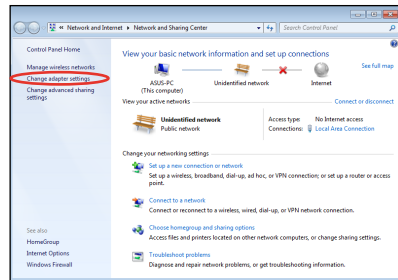 « Network and Internet ▸ Network and Sharing Center
Search Control Panel
Control Panel Home
Manage wireless networks
Change adapter settings
Change advanced sharing
settings
See also
HomeGroup
Internet Options
Windows Firewall
View your basic network information and set up connections
See full map
ASUS-PC
(This computer)
Unidentified network
Internet
View your active networks
Connect or disconnect
Unidentified network
Public network
Access type: No Internet access
Connections: Local Area Connection
Change your networking settings
Set up a new connection or network
Set up a wireless, broadband, dial-up, ad hoc, or VPN connection; or set up a router or access
point.
Connect to a network
Connect or reconnect to a wireless, wired, dial-up, or VPN network connection.
Choose homegroup and sharing options
Access files and printers located on other network computers, or change sharing settings.
Troubleshoot problems
Diagnose and repair network problems, or get troubleshooting information.